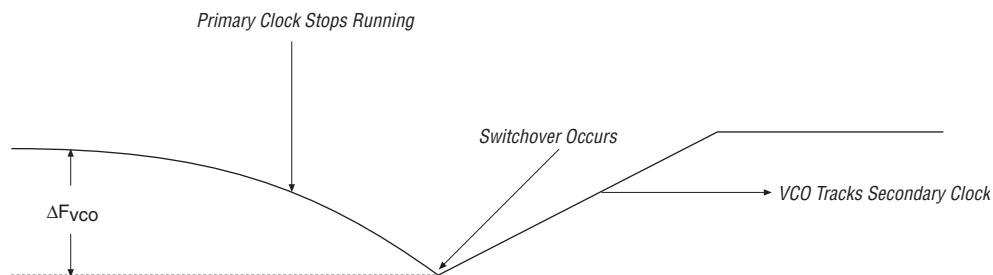 Primary Clock Stops Running
Switchover Occurs
VCO Tracks Secondary Clock
ΔFvco